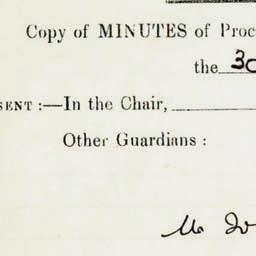 Copy of MINUTES of Proc
the 30
SENT :—In the Chair,
Other Guardians :